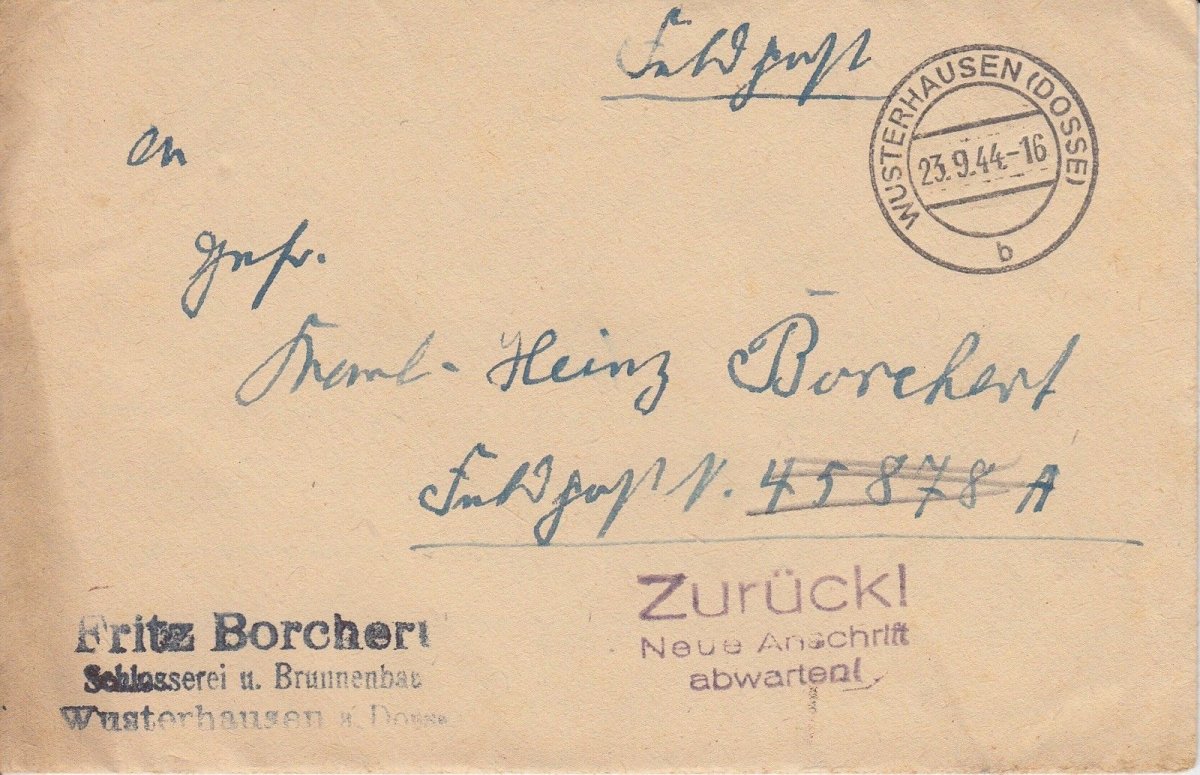 Feldpost
WUSTERHAUSEN (DOSSE)
23.9.44-16
b
An
Gefr.
Karl-Heinz Borchert
Feldpost N. 45878 A
Zurück!
Neue Anschrift
abwarten!
Fritz Borchert
Schlosserei u. Brunnenbau
Wusterhausen a. Dosse